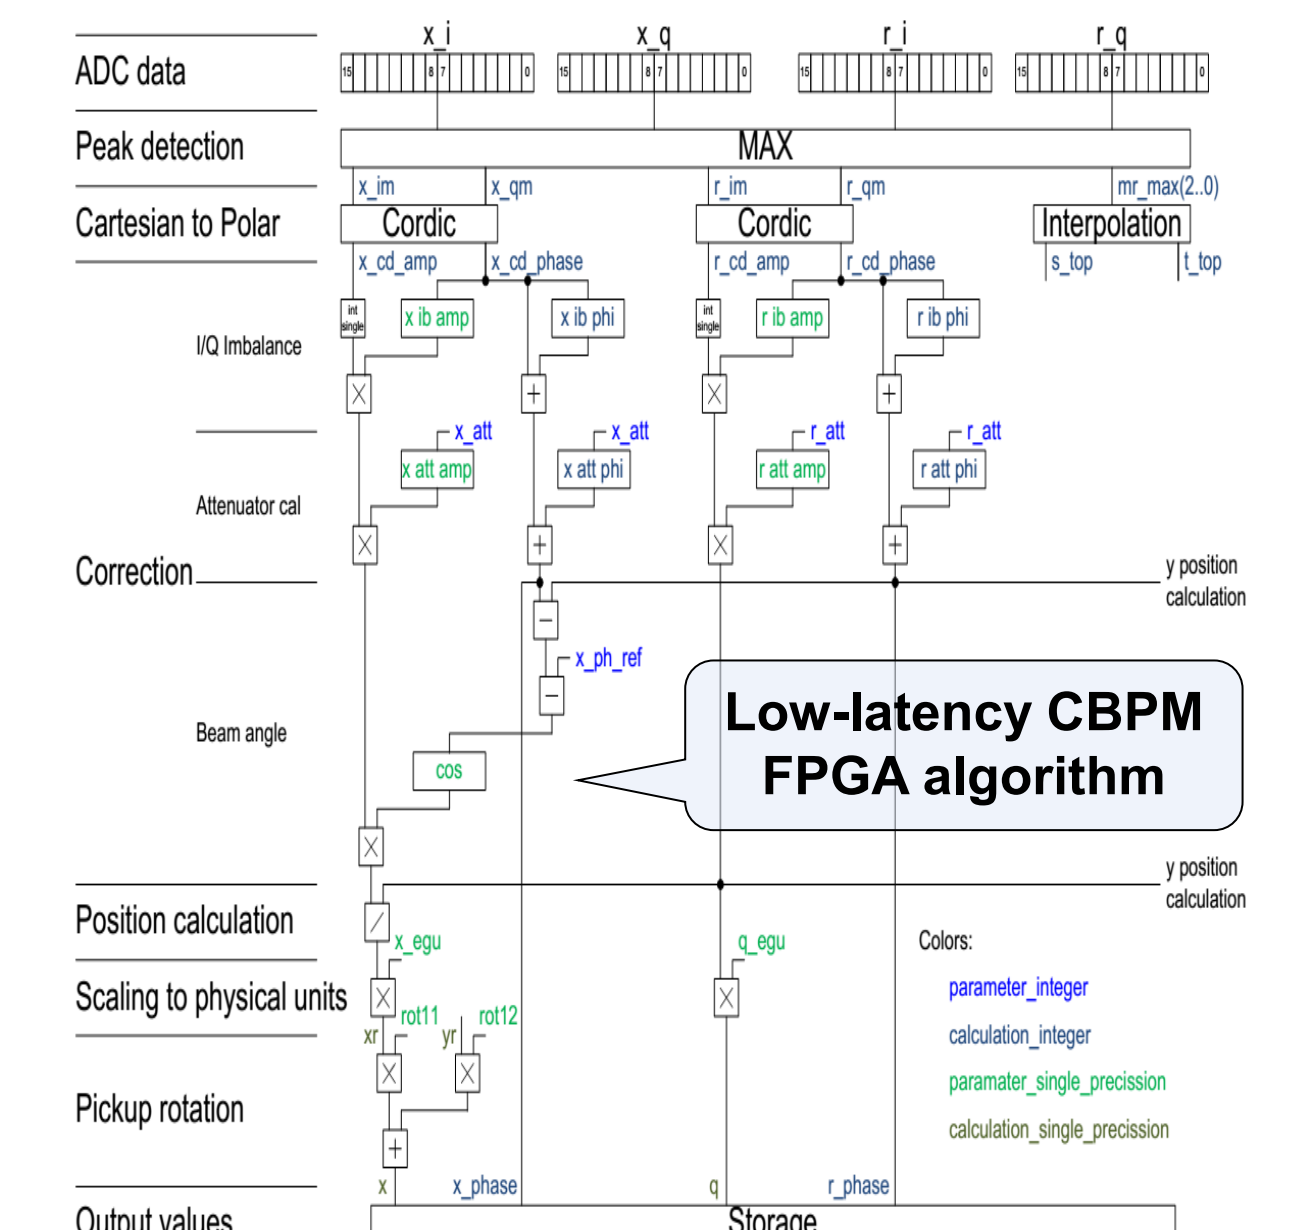 x_i x_q r_i r_q
ADC data 15 8 7 0 15 8 7 0 15 8 7 0 15 8 7 0
Peak detection MAX
x_im x_qm r_im r_qm mr_max(2..0)
Cartesian to Polar Cordic Cordic Interpolation
x_cd_amp x_cd_phase r_cd_amp r_cd_phase s_top t_top
int single x ib amp x ib phi int single r ib amp r ib phi
I/Q Imbalance
X + X +
x_att x_att r_att r_att
x att amp x att phi r att amp r att phi
Attenuator cal
X + X +
Correction
y position
calculation
−
x_ph_ref
−
Low-latency CBPM
FPGA algorithm
Beam angle
cos
X
y position
calculation
Position calculation /
x_egu q_egu Colors:
Scaling to physical units X X parameter_integer
rot11 rot12
xr yr calculation_integer
X X paramater_single_precission
Pickup rotation
calculation_single_precission
+
x x_phase q r_phase
Output values Storage